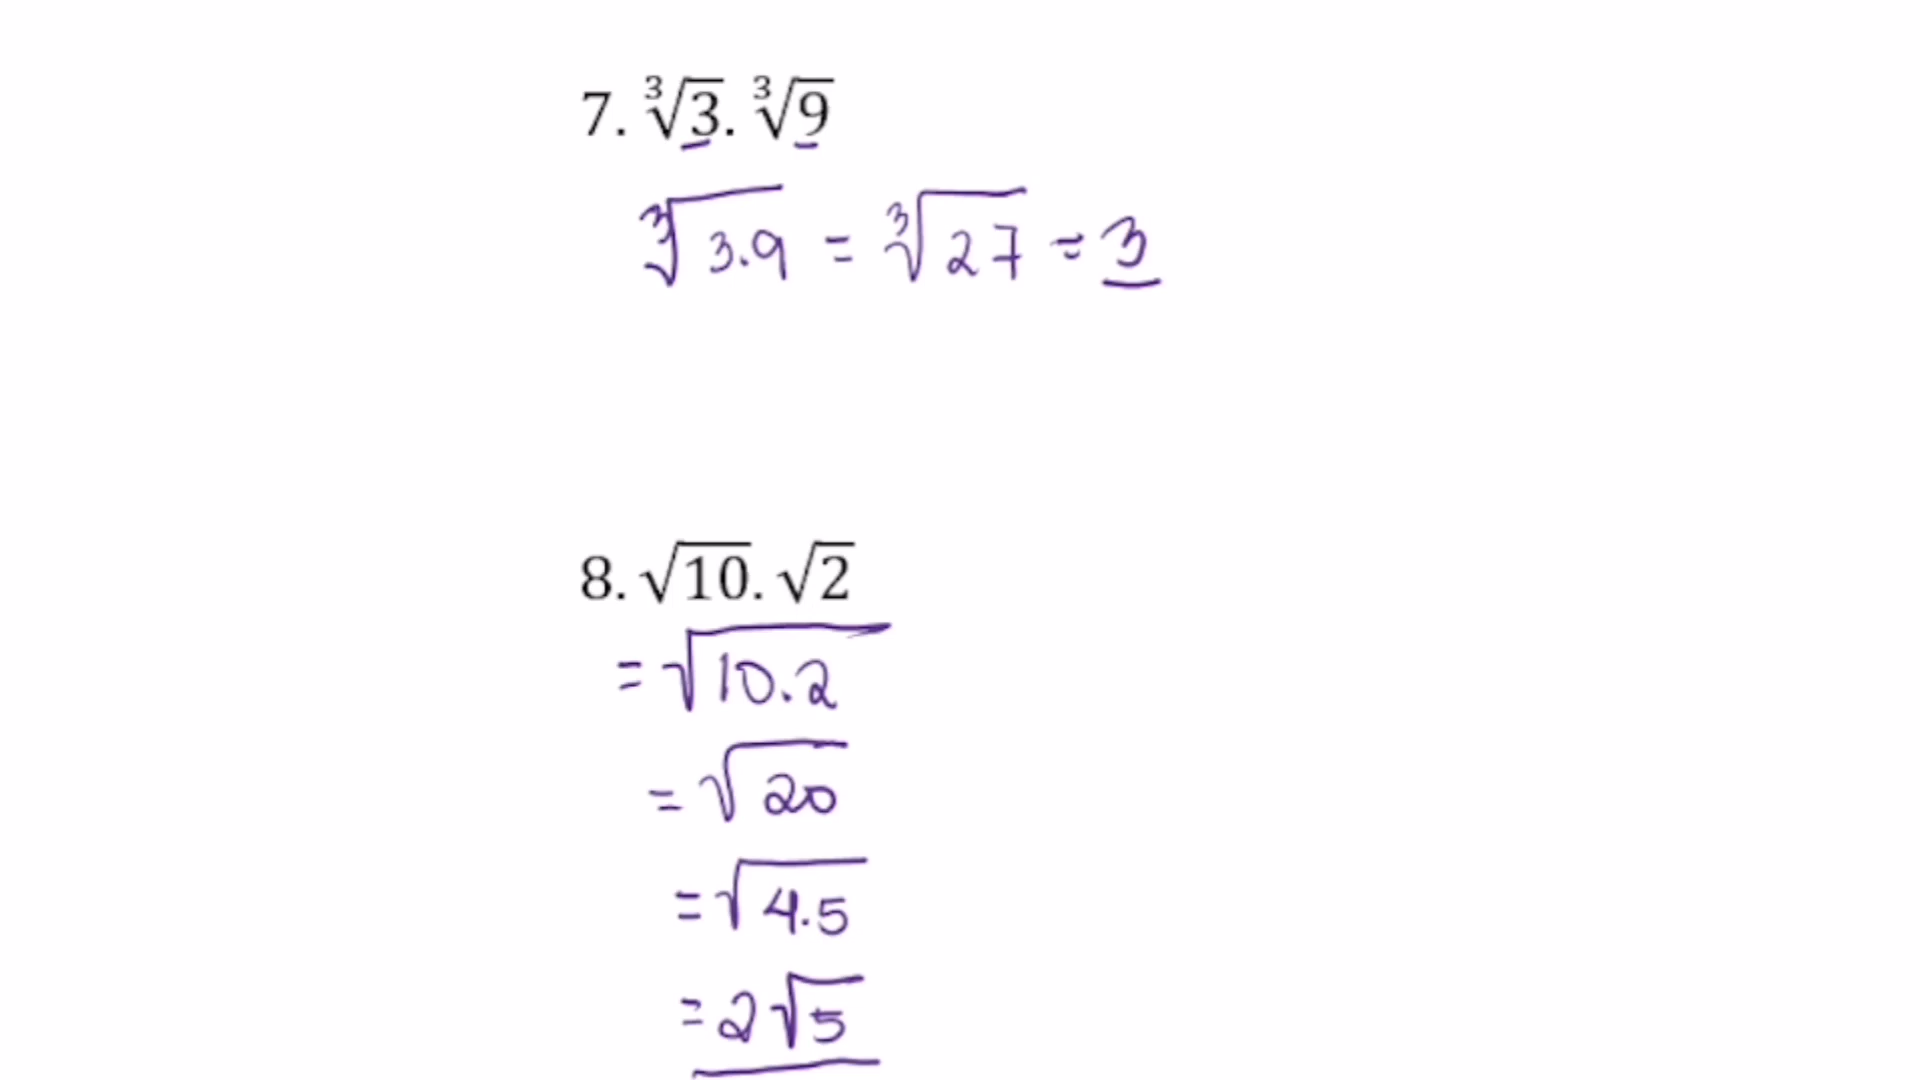 7. ∛3. ∛9
∛3.9 = ∛27 = 3
8. √10. √2
= √10.2
= √20
= √4.5
= 2√5